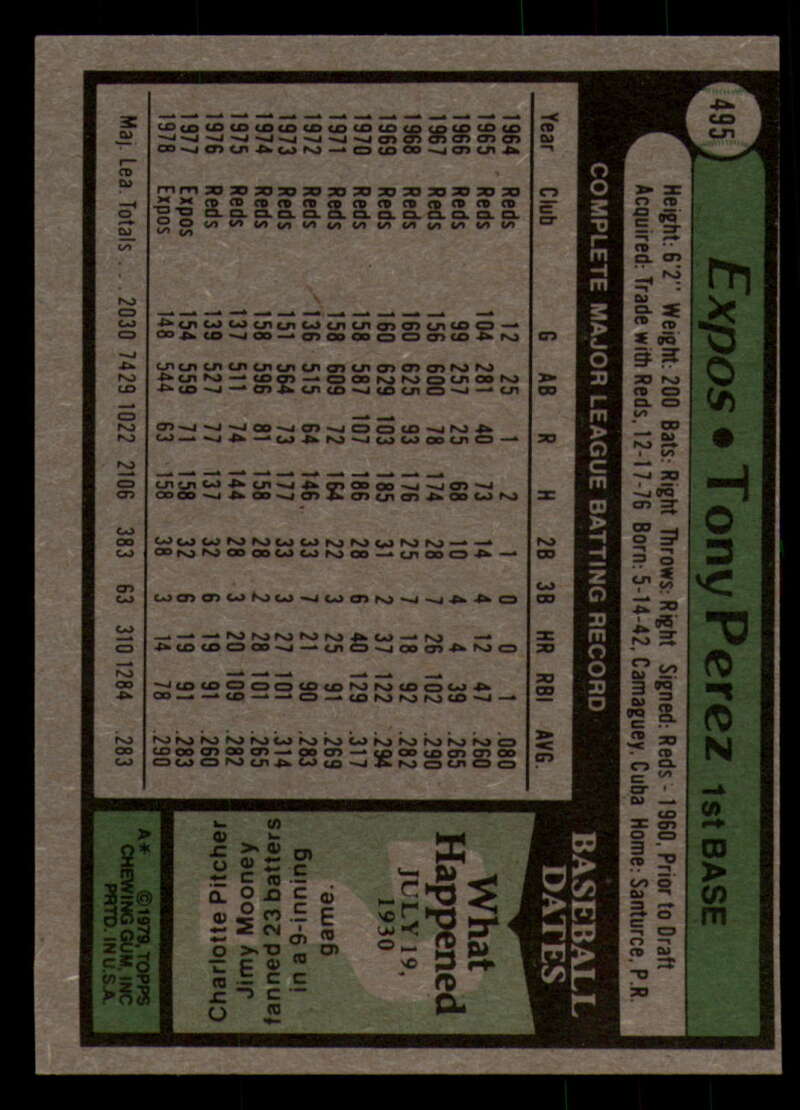 495
Expos • Tony Perez 1st BASE
Height: 6'2" Weight: 200 Bats: Right Throws: Right Signed: Reds - 1960, Prior to Draft
Acquired: Trade with Reds, 12-17-76 Born: 5-14-42, Camaguey, Cuba Home: Santurce, P.R.
COMPLETE MAJOR LEAGUE BATTING RECORD
Year Club G AB R H 2B 3B HR RBI AVG.
1964 Reds 12 25 1 2 1 0 0 1 .080
1965 Reds 104 281 40 73 14 4 12 47 .260
1966 Reds 99 257 25 68 10 4 4 39 .265
1967 Reds 156 600 78 174 28 7 26 102 .290
1968 Reds 160 625 93 176 25 7 18 92 .282
1969 Reds 160 629 103 185 31 2 37 122 .294
1970 Reds 158 587 107 186 28 6 40 129 .317
1971 Reds 158 609 72 164 22 3 25 91 .269
1972 Reds 136 515 64 146 33 7 21 90 .283
1973 Reds 151 564 73 177 33 3 27 101 .314
1974 Reds 158 596 81 158 28 2 28 101 .265
1975 Reds 137 511 74 144 28 3 20 109 .282
1976 Reds 139 527 77 137 32 6 19 91 .260
1977 Expos 154 559 71 158 32 6 19 91 .283
1978 Expos 148 544 63 158 38 3 14 78 .290
Maj. Lea. Totals . . . 2030 7429 1022 2106 383 63 310 1284 .283
BASEBALL
DATES
What
Happened
JULY 19,
1930
Charlotte Pitcher
Jimy Mooney
fanned 23 batters
in a 9-inning
game.
A* ©1979, TOPPS
CHEWING GUM, INC
PRTD. IN U.S.A.